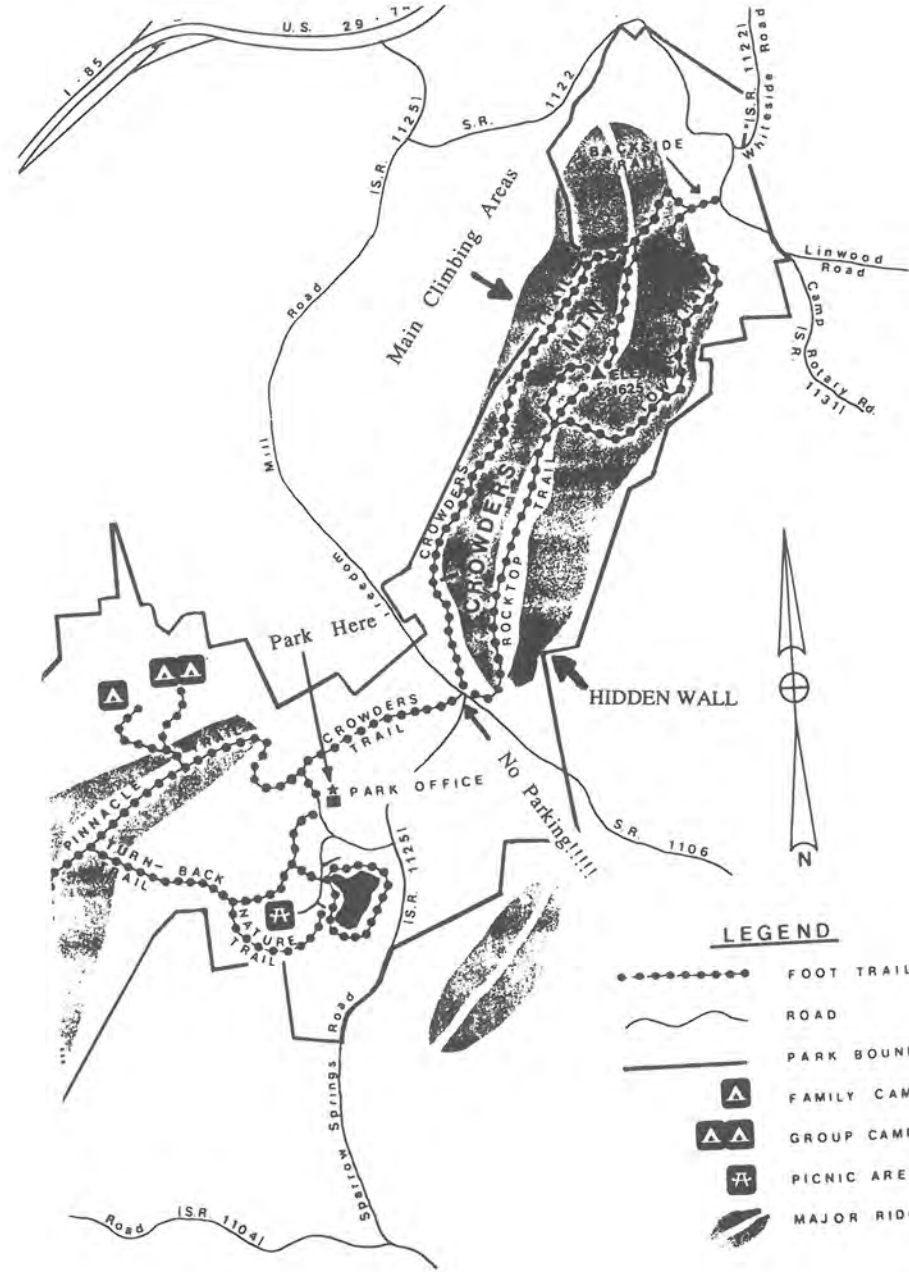 U.S. 29-74
I-85
(S.R. 1125)
S.R. 1122
(S.R. 1122)
Whiteside Road
BACKSIDE
TRAIL
Linwood
Road
Camp Rotary Rd.
(S.R. 1131)
Main Climbing Areas
TRAIL
MTN.
1625
Mill
Road
Freedom
CROWDERS
CROWDERS
ROCKTOP
TRAIL
Park Here
HIDDEN WALL
CROWDERS
TRAIL
PARK OFFICE
No Parking!!!!!
S.R. 1106
PINNACLE TRAIL
TURN-BACK
TRAIL
NATURE
TRAIL
(S.R. 1125)
Sparrow Springs Road
Road (S.R. 1104)
N
LEGEND
FOOT TRAIL
ROAD
PARK BOUN
FAMILY CAM
GROUP CAM
PICNIC ARE
MAJOR RIDG